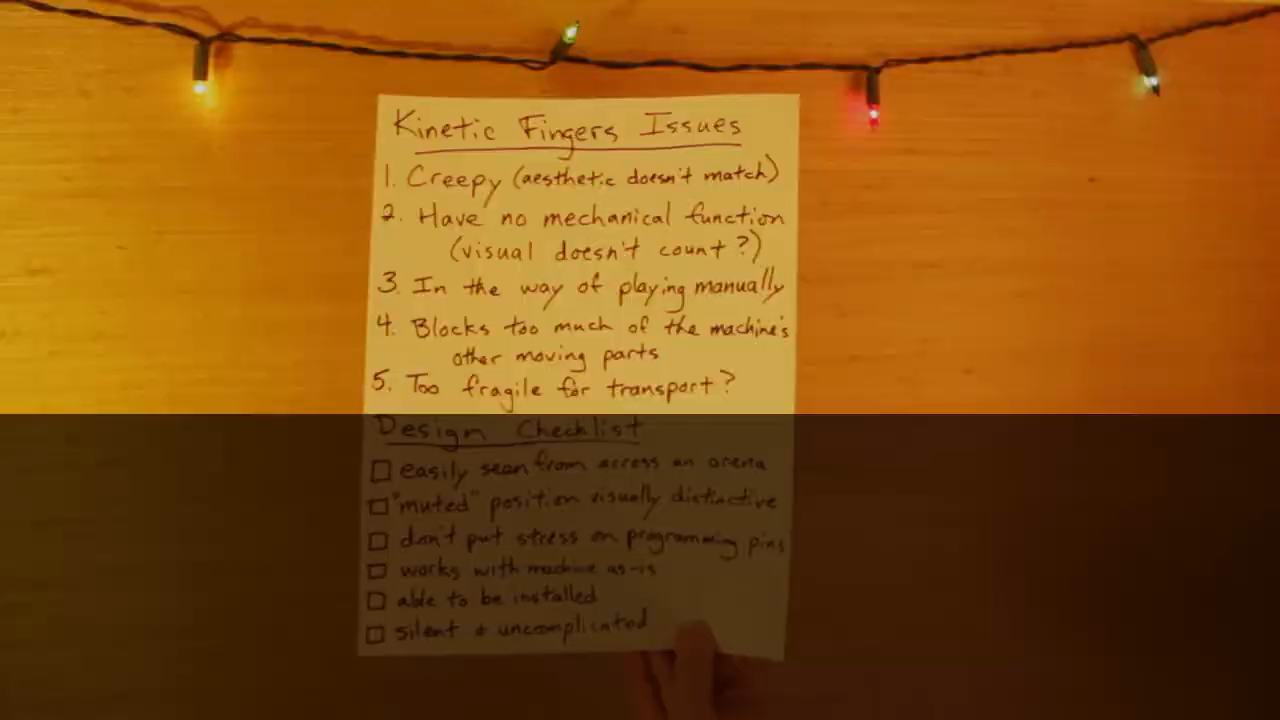 Kinetic Fingers Issues
1. Creepy (aesthetic doesn't match)
2. Have no mechanical function
(visual doesn't count?)
3. In the way of playing manually
4. Blocks too much of the machine's
other moving parts
5. Too fragile for transport?
Design Checklist
easily seen from across an arena
"muted" position visually distinctive
don't put stress on programming pins
works with machine as-is
able to be installed
silent + uncomplicated